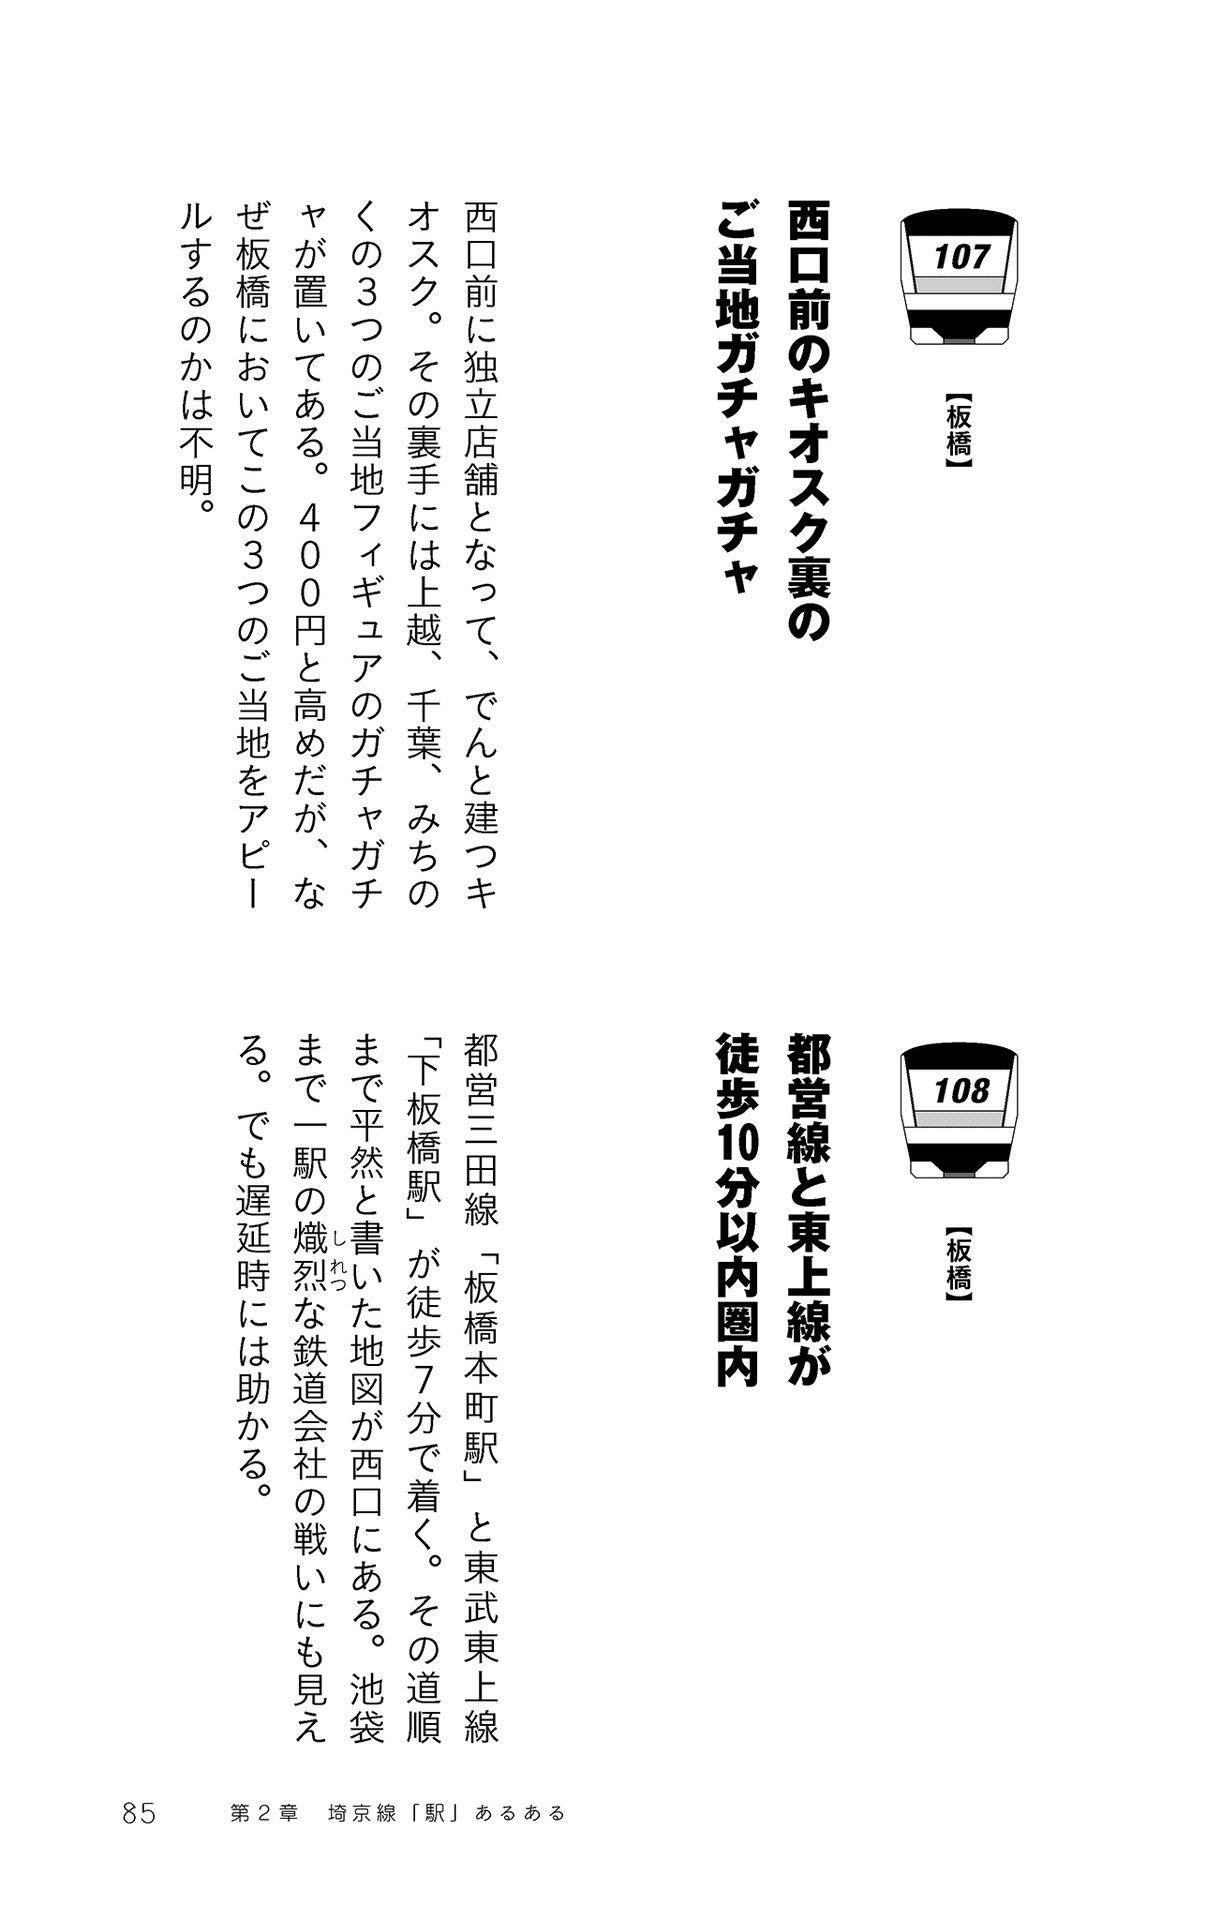 107
【板橋】
西口前のキオスク裏の
ご当地ガチャガチャ
西口前に独立店舗となって、でんと建つキ
オスク。その裏手には上越、千葉、みちの
くの3つのご当地フィギュアのガチャガチ
ャが置いてある。400円と高めだが、な
ぜ板橋においてこの3つのご当地をアピー
ルするのかは不明。
108
【板橋】
都営線と東上線が
徒歩10分以内圏内
都営三田線「板橋本町駅」と東武東上線
「下板橋駅」が徒歩7分で着く。その道順
まで平然と書いた地図が西口にある。池袋
まで一駅の熾烈な鉄道会社の戦いにも見え
しれつ
る。でも遅延時には助かる。
85 第2章 埼京線「駅」あるある